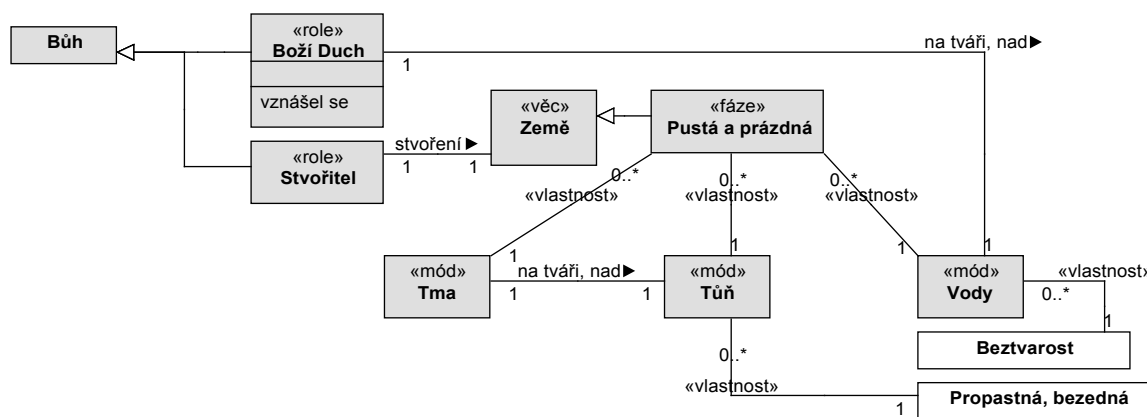 Bůh
«role»
Boží Duch
vznášel se
1
na tváři, nad►
«role»
Stvořitel
stvoření►
1
1
«věc»
Země
«fáze»
Pustá a prázdná
0..*
«vlastnost»
1
0..*
«vlastnost»
1
0..*
«vlastnost»
1
1
«mód»
Tma
na tváři, nad►
1
1
«mód»
Tůň
«mód»
Vody
«vlastnost»
0..*
1
Beztvarost
0..*
«vlastnost»
1
Propastná, bezedná